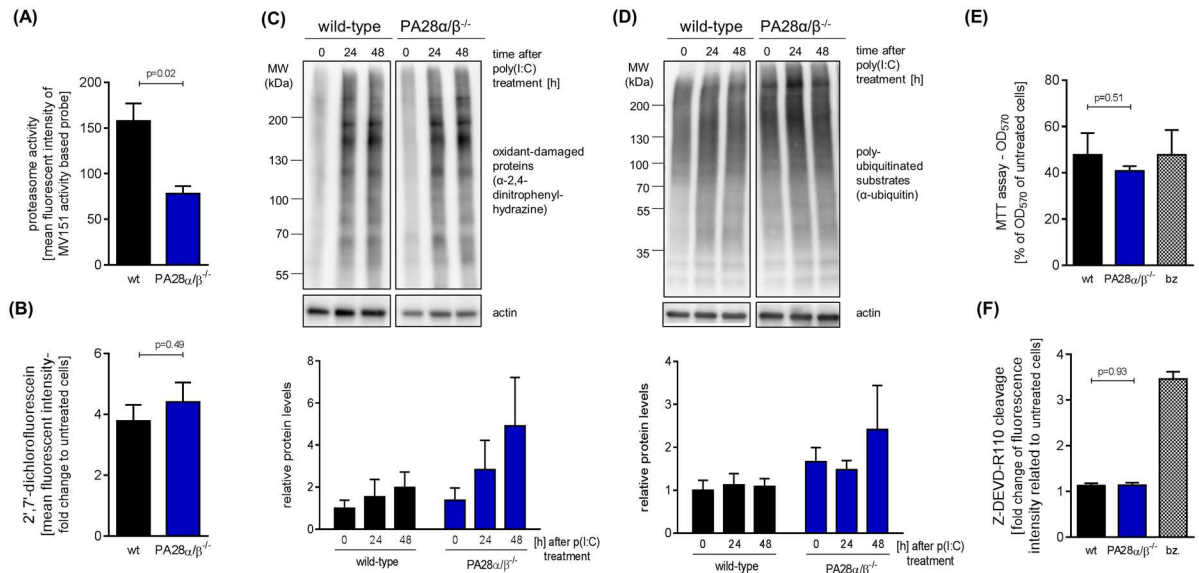 (A)
proteasome activity
[mean fluorescent intensity of
MV151 activity based probe]
200
150
100
50
0
p=0.02
wt
PA28α/β-/-
(B)
2',7'-dichlorofluorescein
[mean fluorescent intensity-
fold change to untreated cells]
6
4
2
0
p=0.49
wt
PA28α/β-/-
(C)
wild-type
PA28α/β-/-
0 24 48 0 24 48
time after
poly(I:C)
treatment [h]
MW
(kDa)
200
130
100
70
55
oxidant-damaged
proteins
(α-2,4-
dinitrophenyl-
hydrazine)
actin
relative protein levels
8
6
4
2
0
0 24 48 0 24 48
[h] after p(I:C)
treatment
wild-type
PA28α/β-/-
(D)
wild-type
PA28α/β-/-
0 24 48 0 24 48
time after
poly(I:C)
treatment [h]
MW
(kDa)
200
130
100
70
55
35
poly-
ubiquitinated
substrates
(α-ubiquitin)
actin
relative protein levels
4
3
2
1
0
0 24 48 0 24 48
[h] after p(I:C)
treatment
wild-type
PA28α/β-/-
(E)
MTT assay - OD570
[% of OD570 of untreated cells]
80
60
40
20
0
p=0.51
wt
PA28α/β-/-
bz
(F)
Z-DEVD-R110 cleavage
[fold change of fluorescence
intensity related to untreated cells]
4
3
2
1
0
p=0.93
wt
PA28α/β-/-
bz.